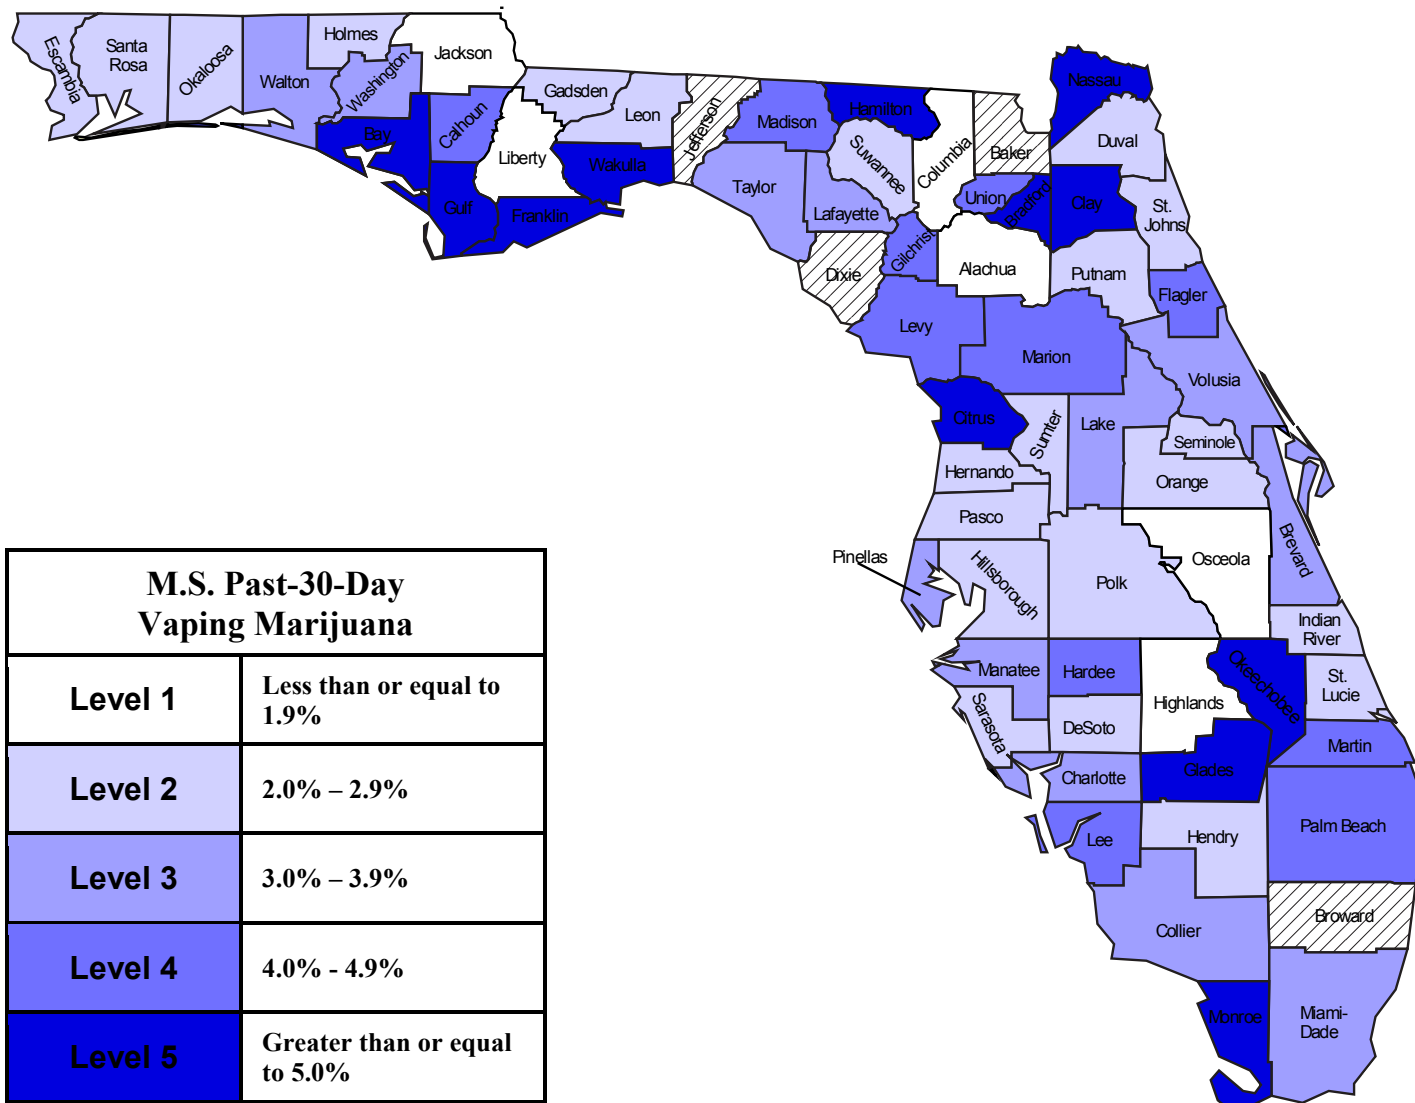 Escambia
Santa
Rosa
Okaloosa
Walton
Holmes
Washington
Jackson
Bay
Calhoun
Gulf
Liberty
Gadsden
Franklin
Leon
Wakulla
Jefferson
Madison
Taylor
Hamilton
Suwannee
Lafayette
Dixie
Columbia
Gilchrist
Baker
Union
Bradford
Alachua
Nassau
Duval
Clay
St.
Johns
Putnam
Flagler
Levy
Marion
Volusia
Citrus
Sumter
Lake
Seminole
Orange
Hernando
Pasco
Pinellas
Hillsborough
Polk
Osceola
Brevard
Indian
River
Manatee
Hardee
Highlands
Okeechobee
St.
Lucie
Sarasota
DeSoto
Martin
Charlotte
Glades
Lee
Hendry
Palm Beach
Collier
Broward
Monroe
Miami-
Dade
M.S. Past-30-Day
Vaping Marijuana
Level 1
Less than or equal to
1.9%
Level 2
2.0% – 2.9%
Level 3
3.0% – 3.9%
Level 4
4.0% - 4.9%
Level 5
Greater than or equal
to 5.0%